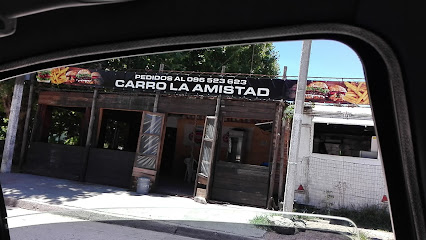 PEDIDOS AL 096 523 623
CARRO LA AMISTAD